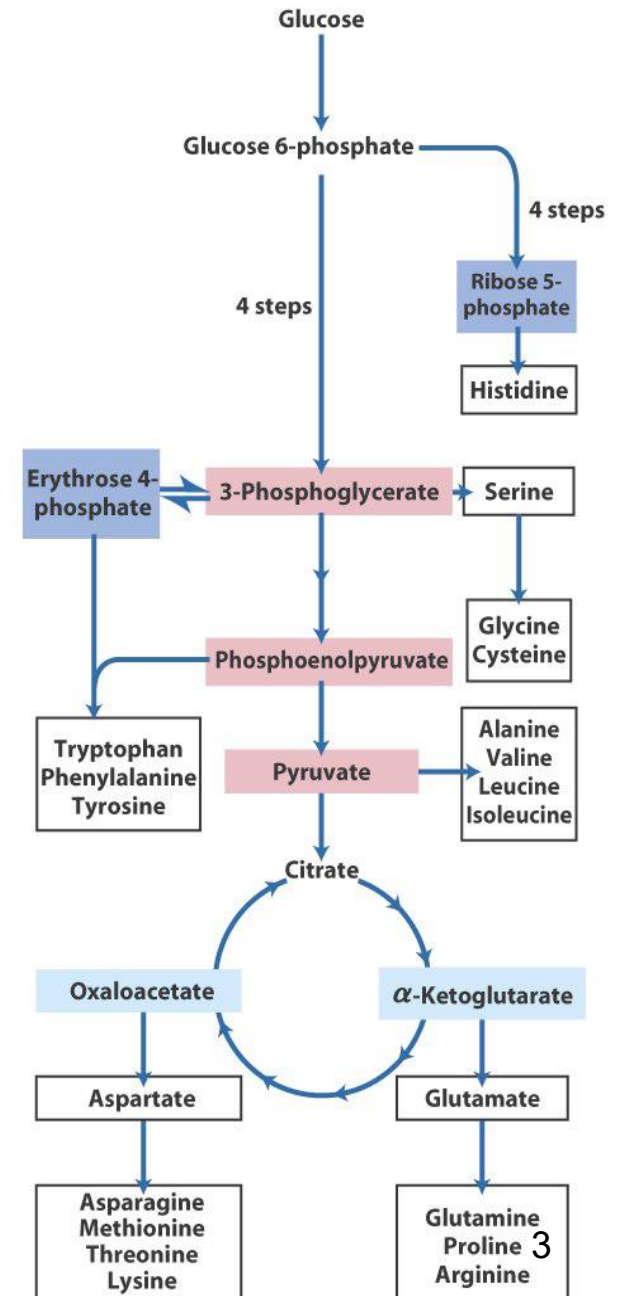 Glucose
Glucose 6-phosphate
4 steps
Ribose 5-
phosphate
4 steps
Histidine
Erythrose 4-
phosphate
3-Phosphoglycerate
Serine
Glycine
Cysteine
Phosphoenolpyruvate
Tryptophan
Phenylalanine
Tyrosine
Pyruvate
Alanine
Valine
Leucine
Isoleucine
Citrate
Oxaloacetate
α-Ketoglutarate
Aspartate
Glutamate
Asparagine
Methionine
Threonine
Lysine
Glutamine
Proline
Arginine
3